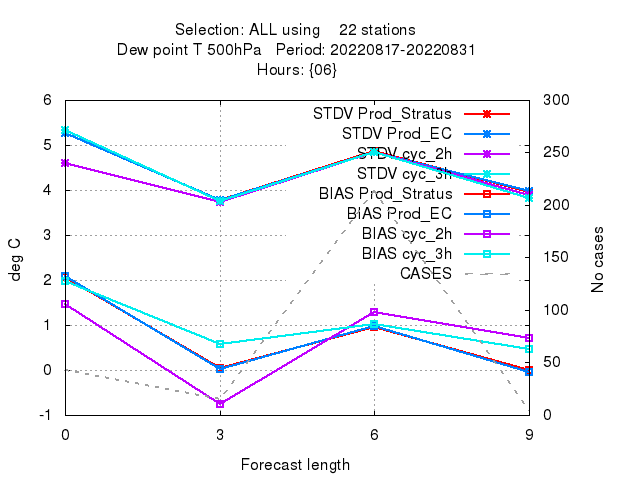 Selection: ALL using    22 stations
Dew point T 500hPa   Period: 20220817-20220831
Hours: {06}
6 300
STDV Prod_Stratus
5 250
STDV Prod_EC
STDV cyc_2h
STDV cyc_3h
4 200
BIAS Prod_Stratus
BIAS Prod_EC
3 150
BIAS cyc_2h
BIAS cyc_3h
CASES
deg C
No cases
2 100
1
0 50
-1 0
0 3 6 9
Forecast length